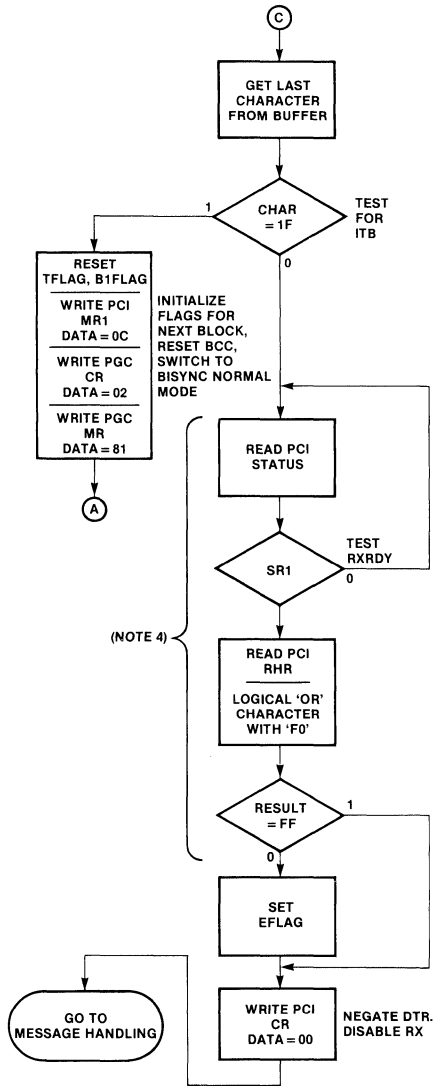 C
GET LAST
CHARACTER
FROM BUFFER
CHAR
= 1F
TEST
FOR
ITB
1
0
RESET
TFLAG, B1FLAG
WRITE PCI
MR1
DATA = 0C
WRITE PGC
CR
DATA = 02
WRITE PGC
MR
DATA = 81
INITIALIZE
FLAGS FOR
NEXT BLOCK,
RESET BCC,
SWITCH TO
BISYNC NORMAL
MODE
A
READ PCI
STATUS
SR1
TEST
RXRDY
0
(NOTE 4)
READ PCI
RHR
LOGICAL ‘OR’
CHARACTER
WITH ‘F0’
RESULT
= FF
1
0
SET
EFLAG
WRITE PCI
CR
DATA = 00
NEGATE DTR.
DISABLE RX
GO TO
MESSAGE HANDLING